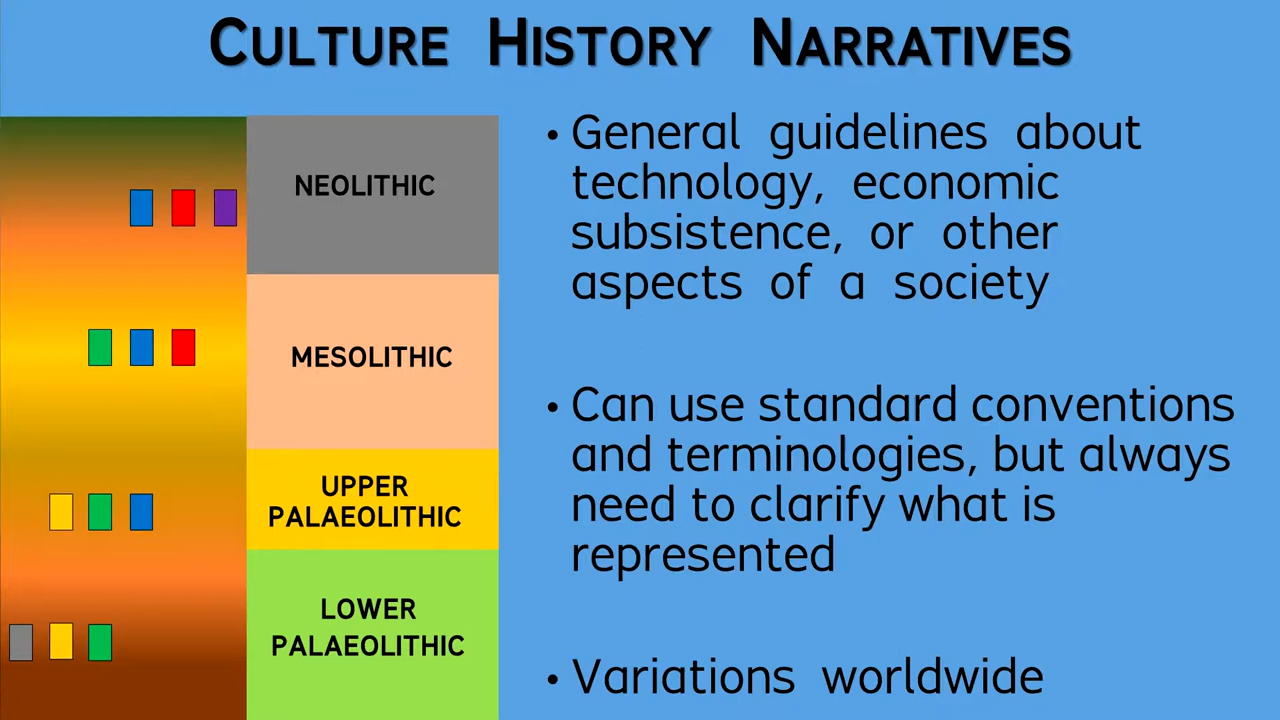 CULTURE HISTORY NARRATIVES
NEOLITHIC
MESOLITHIC
UPPER
PALAEOLITHIC
LOWER
PALAEOLITHIC
• General guidelines about
technology, economic
subsistence, or other
aspects of a society
• Can use standard conventions
and terminologies, but always
need to clarify what is
represented
• Variations worldwide